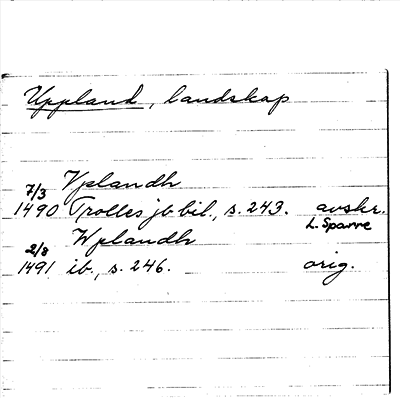 Uppland, landskap
Vplandh
7/3
1490 Trolles jb bil., s. 243. avskr.
L. Sparre
Wplandh
2/8
1491 ib., s. 246. orig.